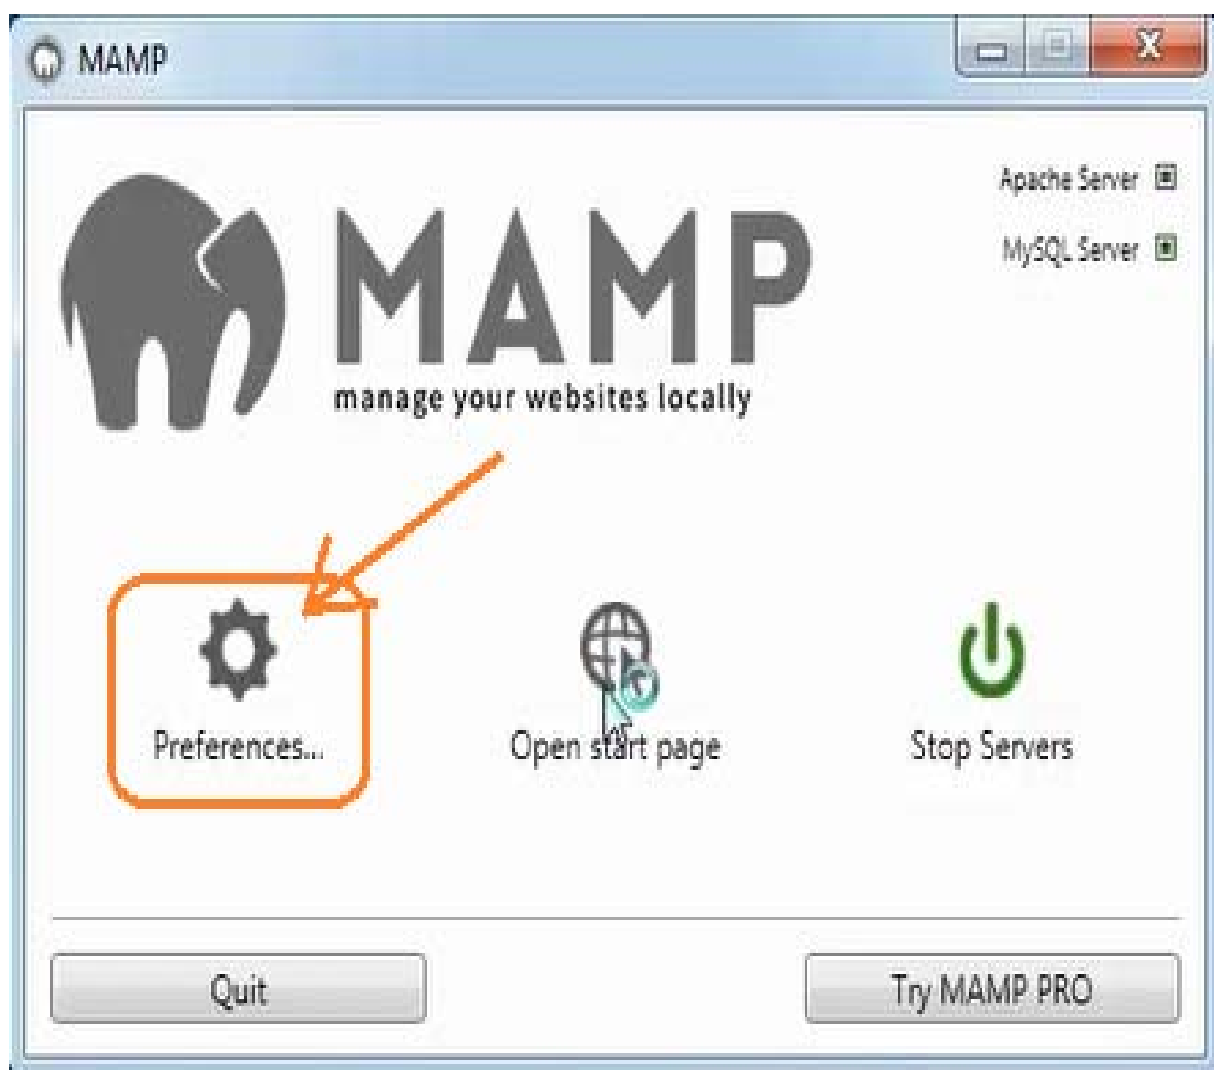 MAMP
Apache Server
MySQL Server
MAMP
manage your websites locally
Preferences...
Open start page
Stop Servers
Quit
Try MAMP PRO